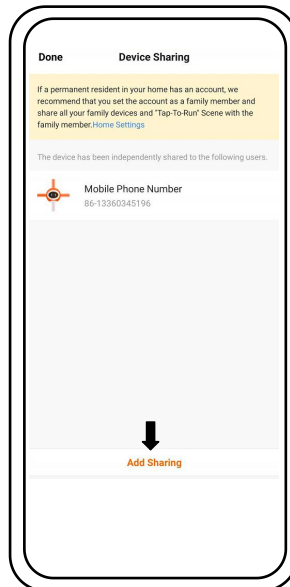 Done Device Sharing
If a permanent resident in your home has an account, we
recommend that you set the account as a family member and
share all your family devices and "Tap-To-Run" Scene with the
family member.Home Settings
The device has been independently shared to the following users.
Mobile Phone Number
86-13360345196
Add Sharing